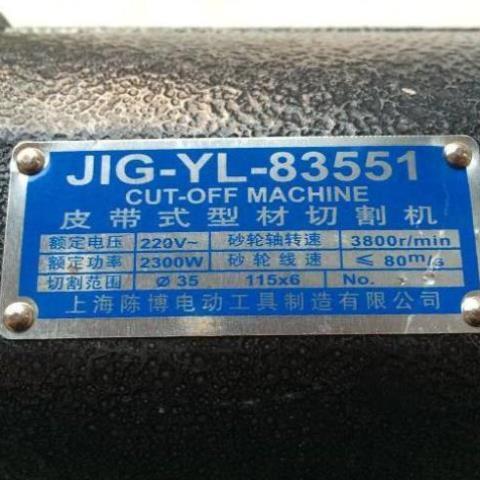 JIG-YL-83551
CUT-OFF MACHINE
皮带式型材切割机
额定电压 220V~ 砂轮轴转速 3800r/min
额定功率 2300W 砂轮线速 ≤ 80m/s
切割范围 Ø 35 115x6 No.
上海陈博电动工具制造有限公司